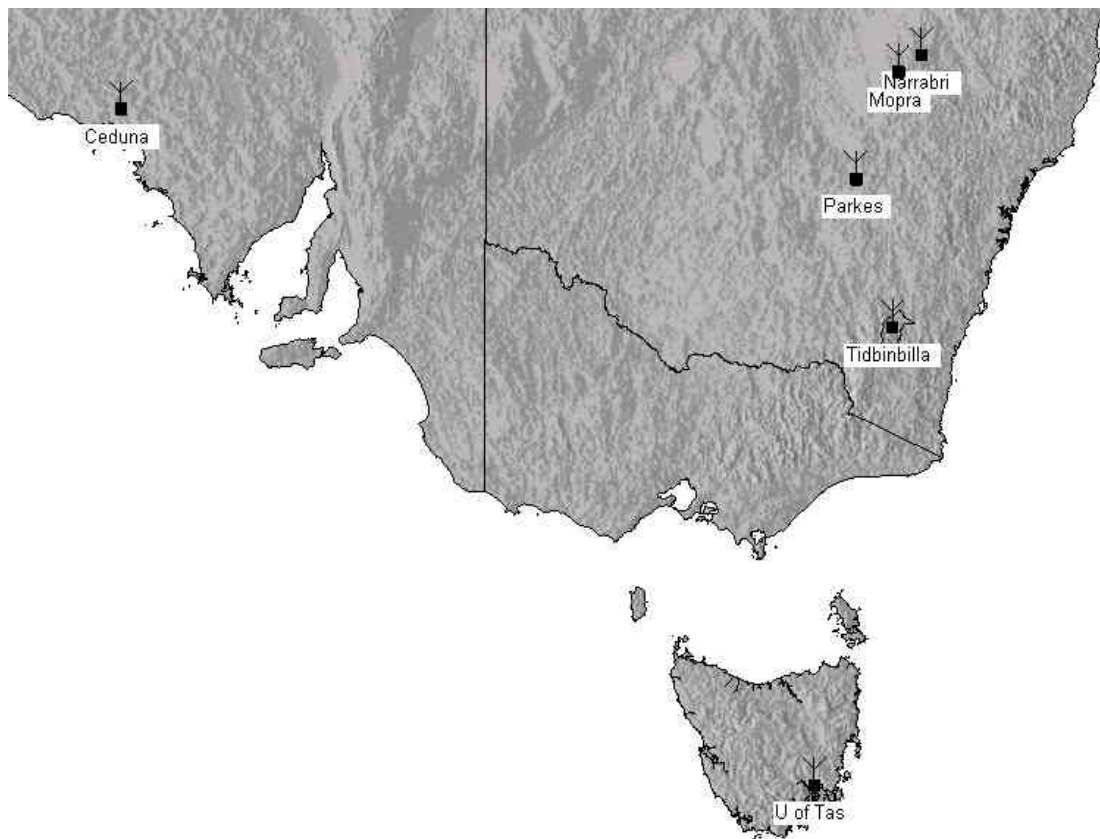 Narrabri
Mopra
Ceduna
Parkes
Tidbinbilla
U of Tas